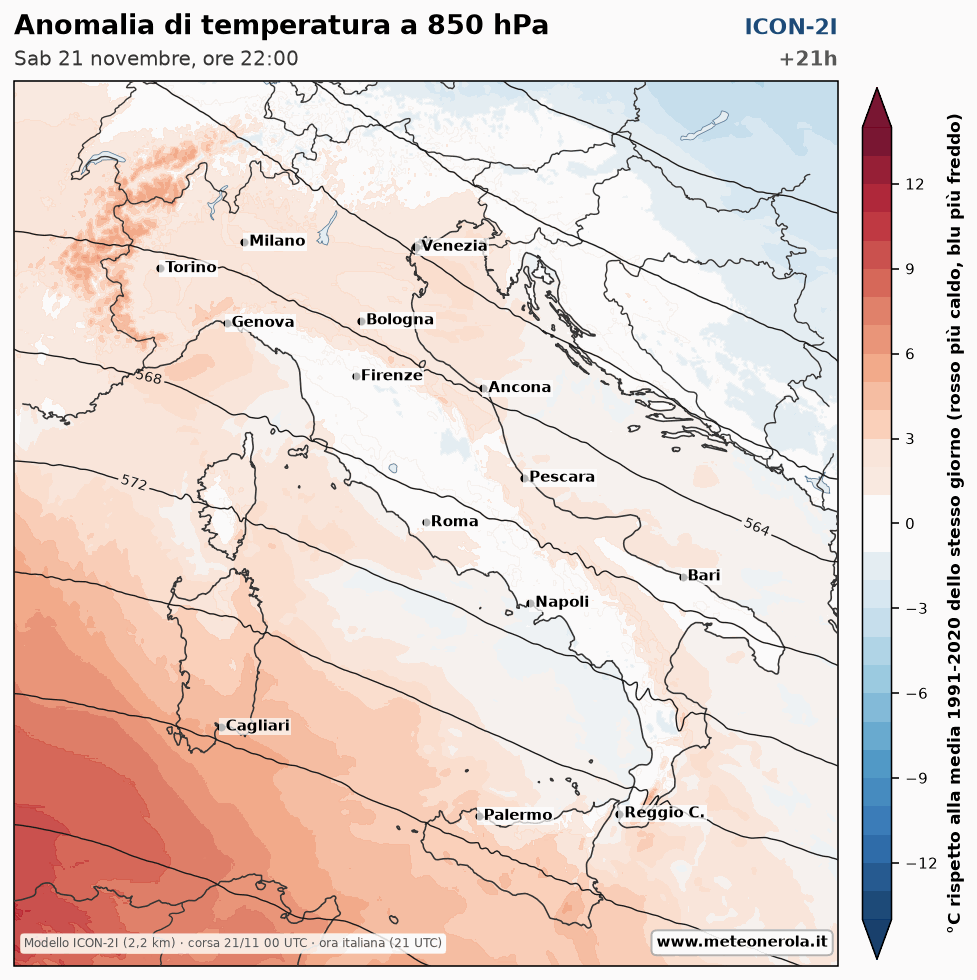 Anomalia di temperatura a 850 hPa
ICON-2I
Sab 21 novembre, ore 22:00
+21h
Milano
Venezia
Torino
Genova
Bologna
568
Firenze
Ancona
572
Pescara
564
Roma
Bari
Napoli
Cagliari
Palermo
Reggio C.
Modello ICON-2I (2,2 km) · corsa 21/11 00 UTC · ora italiana (21 UTC)
www.meteonerola.it
12
9
6
3
0
−3
−6
−9
−12
°C rispetto alla media 1991-2020 dello stesso giorno (rosso più caldo, blu più freddo)